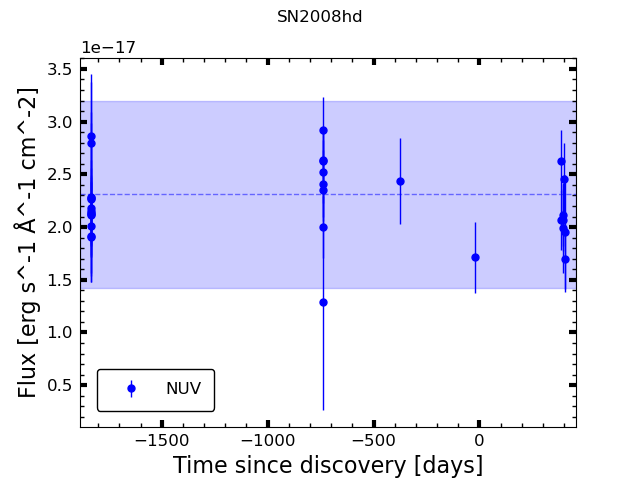 SN2008hd
1e−17
3.5
3.0
2.5
2.0
1.5
1.0
0.5
Flux [erg s^-1 Å^-1 cm^-2]
NUV
−1500
−1000
−500
0
Time since discovery [days]